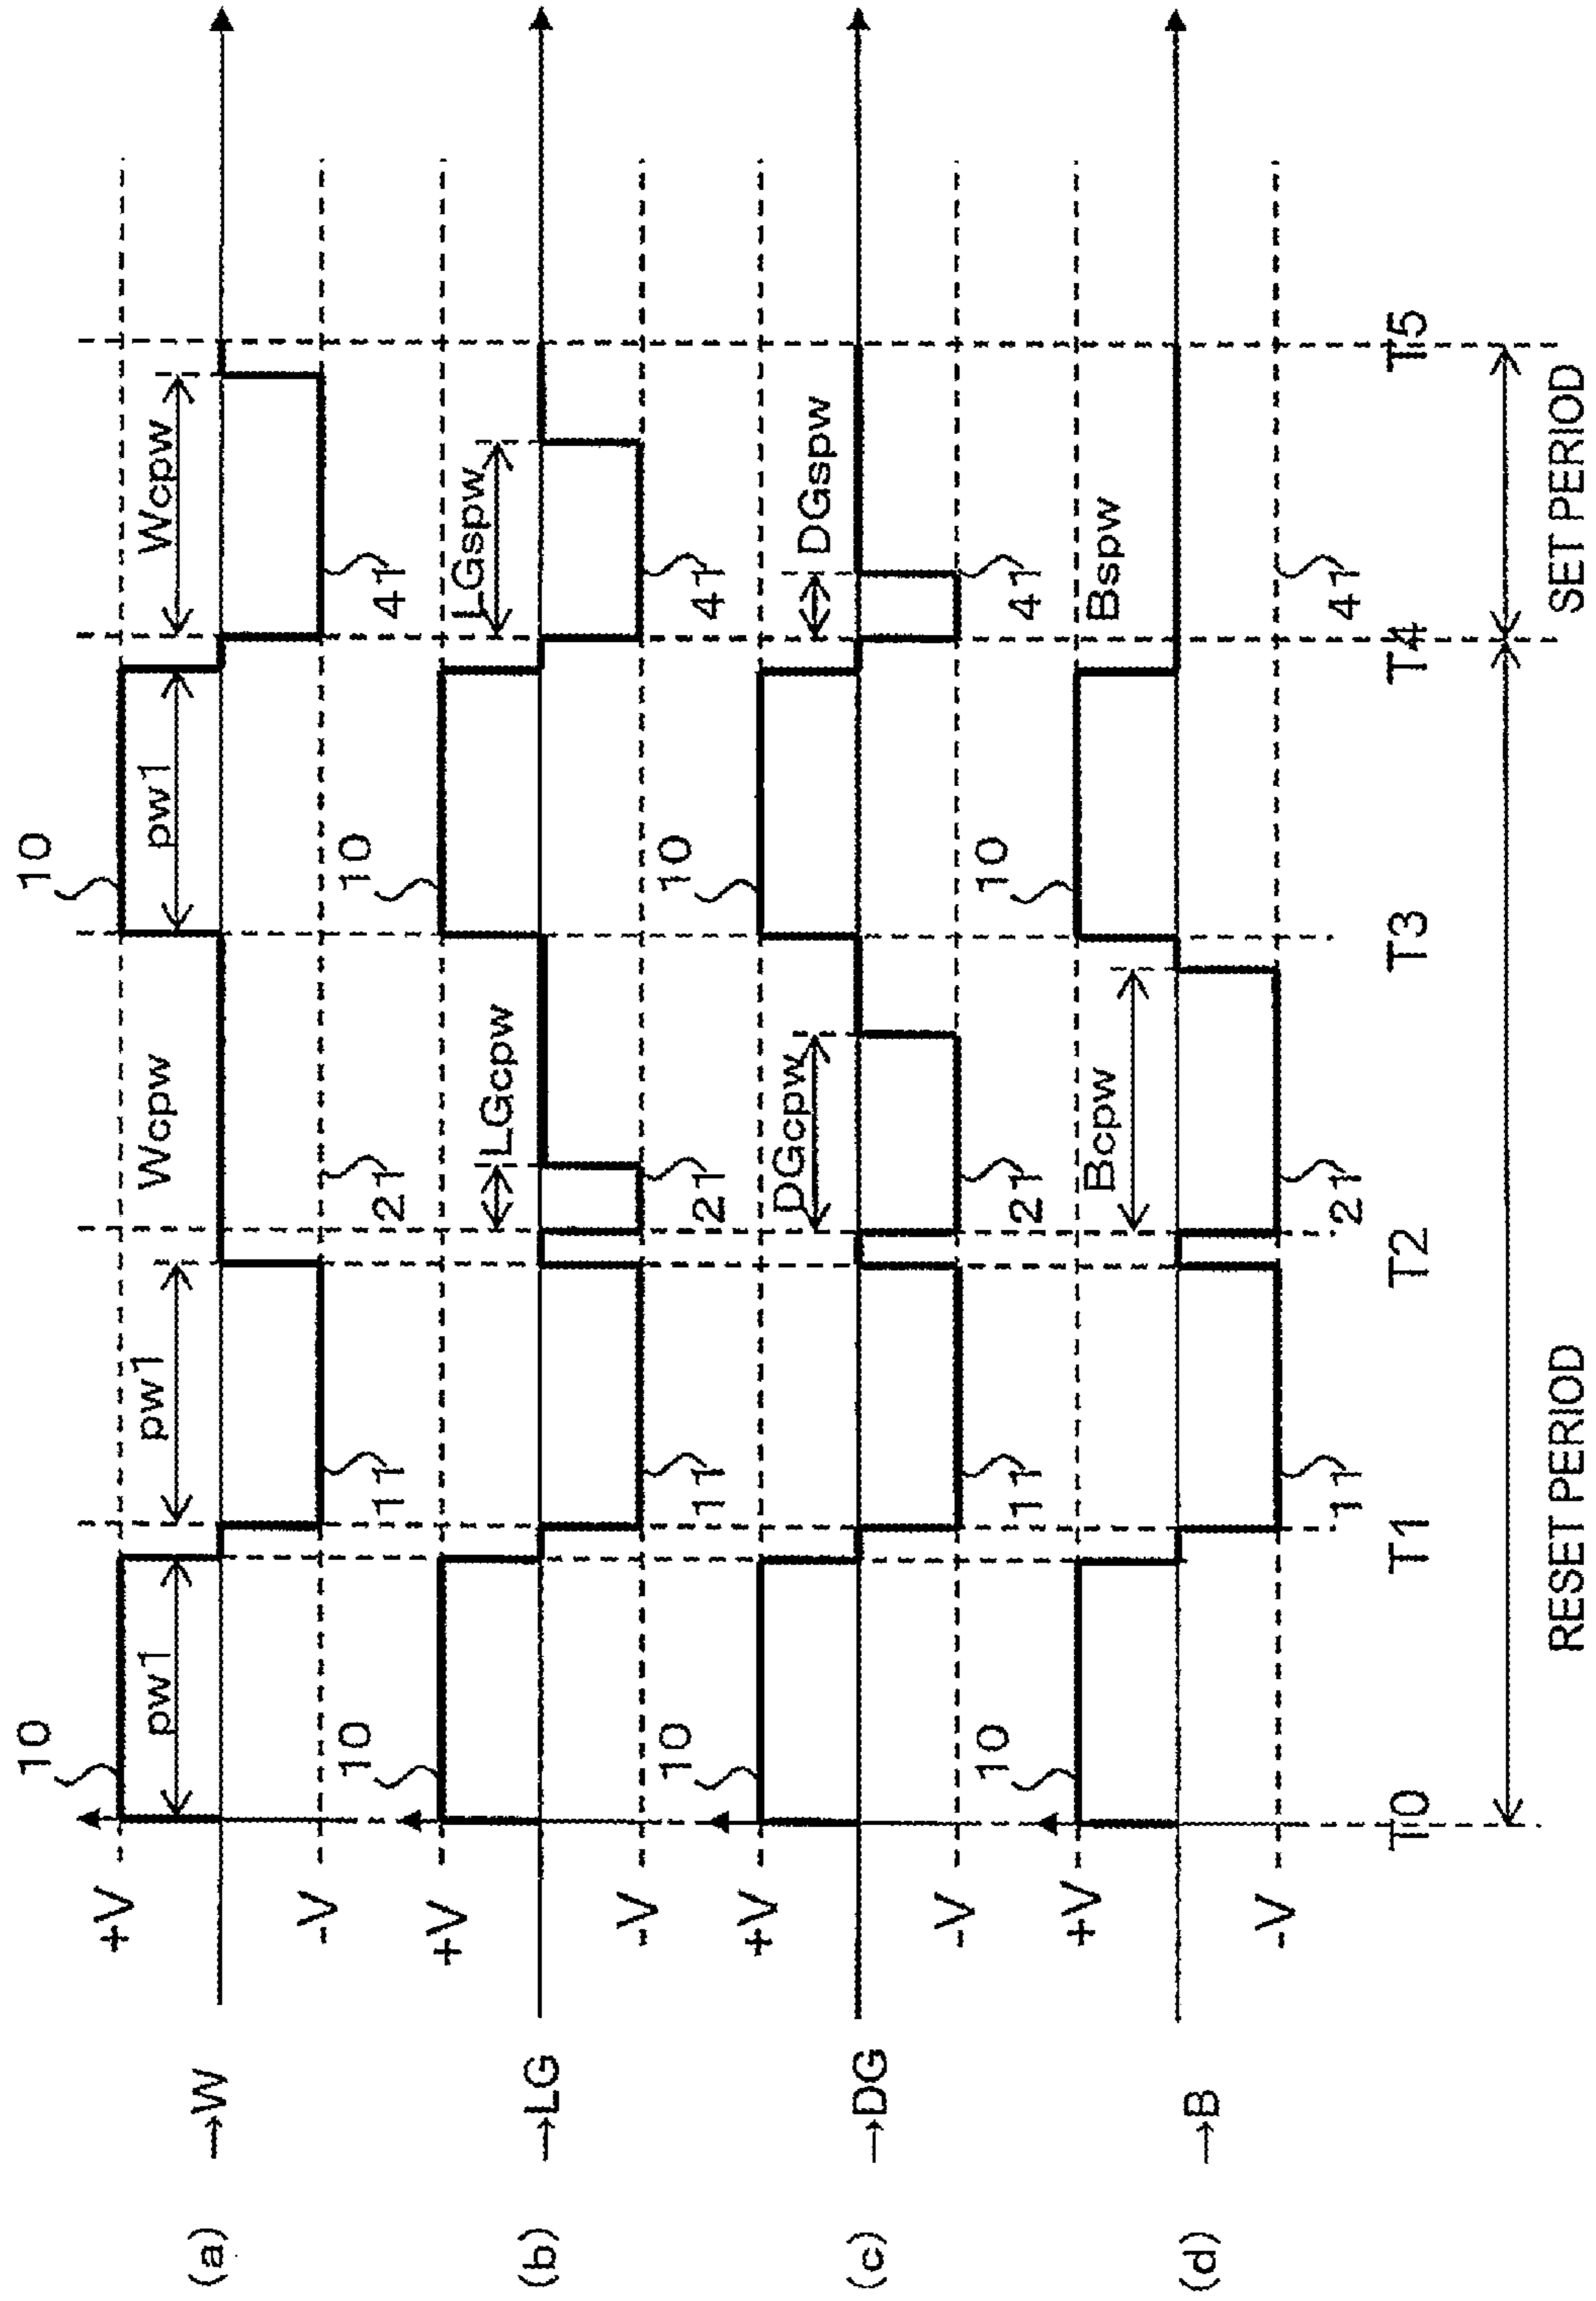 (a) →W
+V
-V
10
pw1
pw1
11
Wcpw
21
10
pw1
Wcpw
41
(b) →LG
+V
-V
10
11
LGcpw
21
10
LGspw
41
(c) →DG
+V
-V
10
11
DGcpw
21
10
DGspw
41
(d) →B
+V
-V
10
11
Bcpw
21
10
Bspw
41
T0 T1 T2 T3 T4 T5
RESET PERIOD SET PERIOD